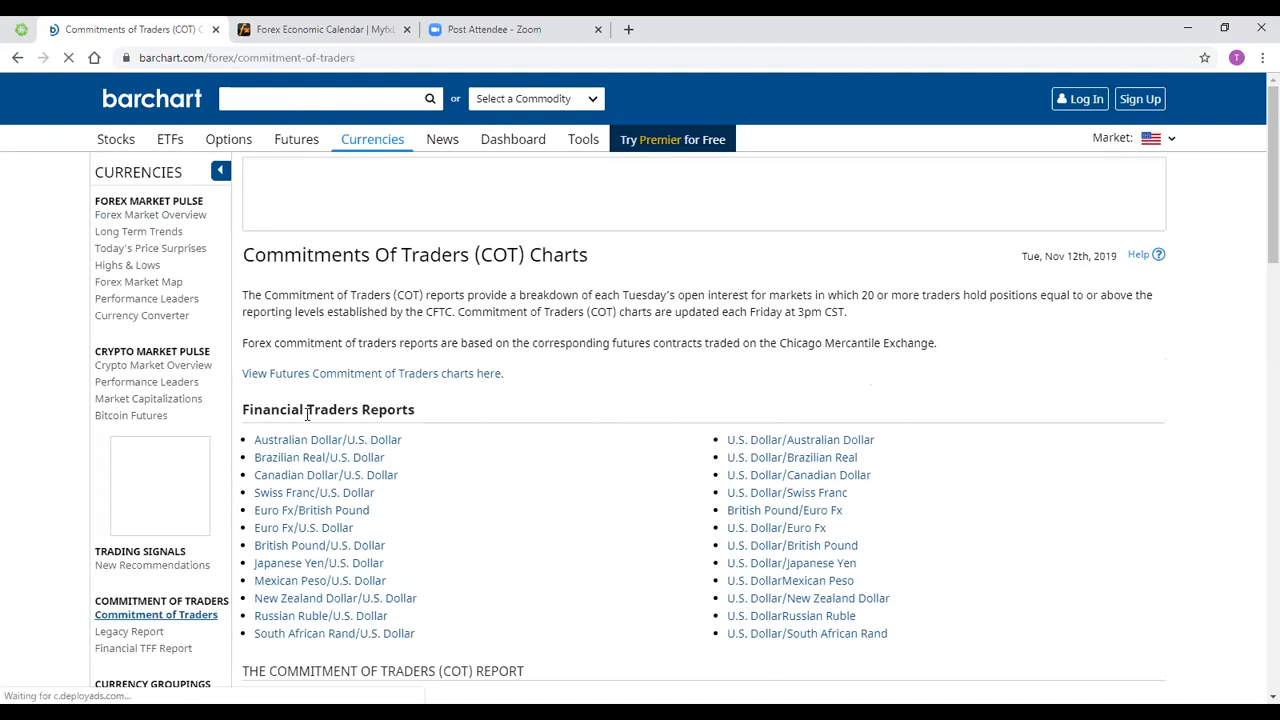 Commitments of Traders (COT) C
Forex Economic Calendar | Myfxb
Post Attendee - Zoom
barchart.com/forex/commitment-of-traders
T
barchart
or
Select a Commodity
Log In
Sign Up
Stocks
ETFs
Options
Futures
Currencies
News
Dashboard
Tools
Try Premier for Free
Market:
CURRENCIES
FOREX MARKET PULSE
Forex Market Overview
Long Term Trends
Today's Price Surprises
Highs & Lows
Forex Market Map
Performance Leaders
Currency Converter
CRYPTO MARKET PULSE
Crypto Market Overview
Performance Leaders
Market Capitalizations
Bitcoin Futures
TRADING SIGNALS
New Recommendations
COMMITMENT OF TRADERS
Commitment of Traders
Legacy Report
Financial TFF Report
CURRENCY GROUPINGS
Commitments Of Traders (COT) Charts
Tue, Nov 12th, 2019
Help ?
The Commitment of Traders (COT) reports provide a breakdown of each Tuesday's open interest for markets in which 20 or more traders hold positions equal to or above the
reporting levels established by the CFTC. Commitment of Traders (COT) charts are updated each Friday at 3pm CST.
Forex commitment of traders reports are based on the corresponding futures contracts traded on the Chicago Mercantile Exchange.
View Futures Commitment of Traders charts here.
Financial Traders Reports
Australian Dollar/U.S. Dollar
Brazilian Real/U.S. Dollar
Canadian Dollar/U.S. Dollar
Swiss Franc/U.S. Dollar
Euro Fx/British Pound
Euro Fx/U.S. Dollar
British Pound/U.S. Dollar
Japanese Yen/U.S. Dollar
Mexican Peso/U.S. Dollar
New Zealand Dollar/U.S. Dollar
Russian Ruble/U.S. Dollar
South African Rand/U.S. Dollar
U.S. Dollar/Australian Dollar
U.S. Dollar/Brazilian Real
U.S. Dollar/Canadian Dollar
U.S. Dollar/Swiss Franc
British Pound/Euro Fx
U.S. Dollar/Euro Fx
U.S. Dollar/British Pound
U.S. Dollar/Japanese Yen
U.S. DollarMexican Peso
U.S. Dollar/New Zealand Dollar
U.S. DollarRussian Ruble
U.S. Dollar/South African Rand
THE COMMITMENT OF TRADERS (COT) REPORT
Waiting for c.deployads.com...